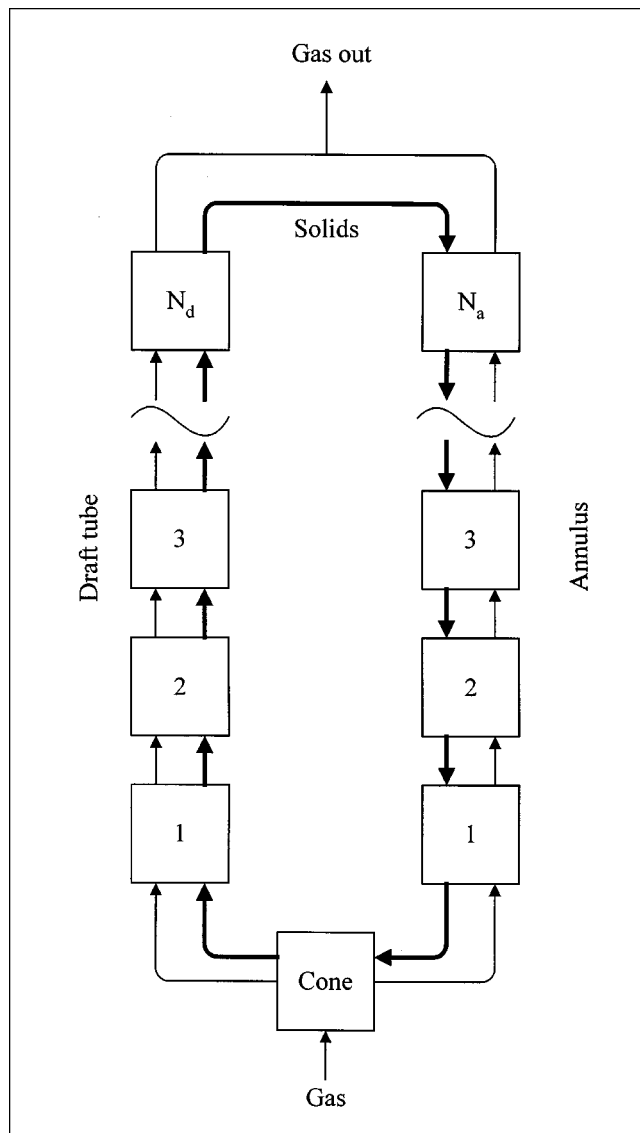 Gas out
Solids
N_d
N_a
Draft tube
3
3
Annulus
2
2
1
1
Cone
Gas